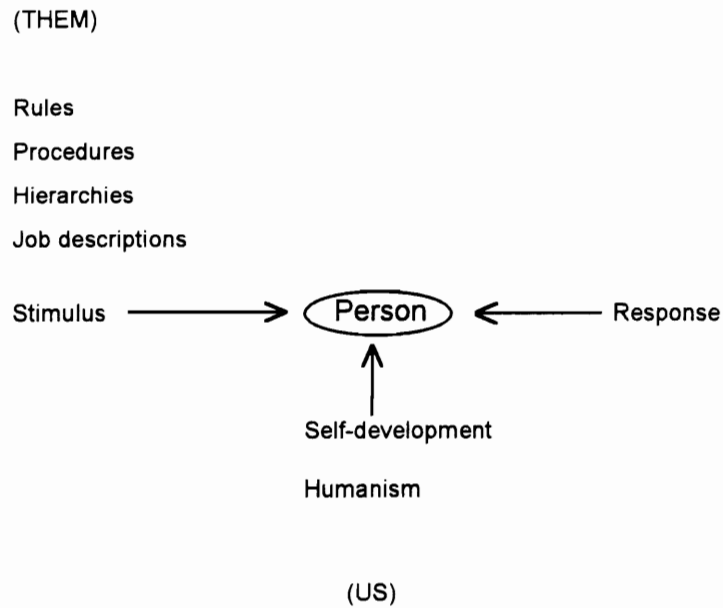 (THEM)
Rules
Procedures
Hierarchies
Job descriptions
Stimulus Person Response
Self-development
Humanism
(US)